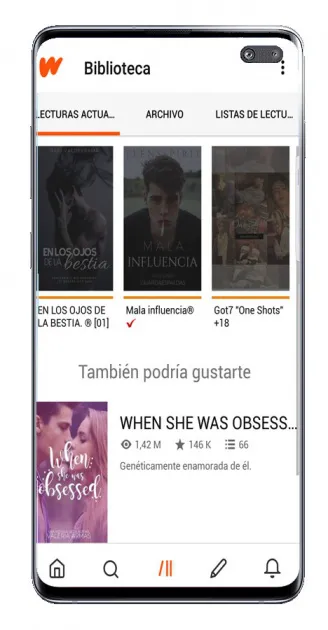 Biblioteca
LECTURAS ACTUA...
ARCHIVO
LISTAS DE LECTU...
EN LOS OJOS
DE LA bestia
MALA
INFLUENCIA
EN LOS OJOS DE
LA BESTIA. ® [01]
Mala influencia®
Got7 "One Shots"
+18
También podría gustarte
When
she was
obsessed
WHEN SHE WAS OBSESS...
1,42 M
146 K
66
Genéticamente enamorada de él.